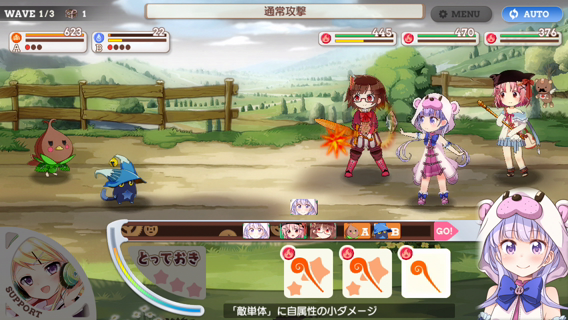 WAVE 1/3
1
通常攻撃
MENU
AUTO
623
22
445
470
376
A
B
A
B
GO!
とっておき
SUPPORT
「敵単体」に自属性の小ダメージ